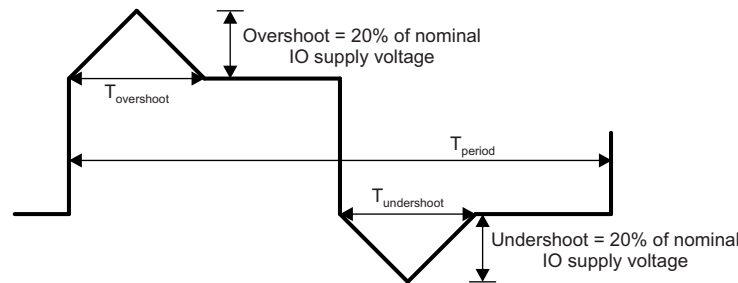 Overshoot = 20% of nominal
IO supply voltage
Tovershoot
Tperiod
Tundershoot
Undershoot = 20% of nominal
IO supply voltage